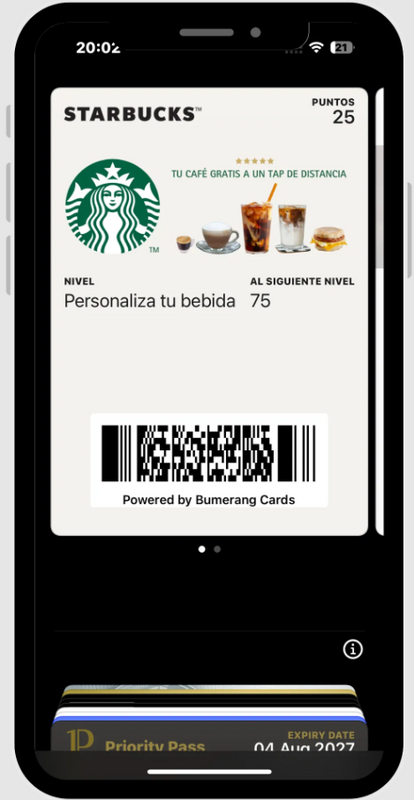 20:02
21
STARBUCKS™
PUNTOS
25
TU CAFÉ GRATIS A UN TAP DE DISTANCIA
TM
NIVEL
Personaliza tu bebida
AL SIGUIENTE NIVEL
75
Powered by Bumerang Cards
Priority Pass
EXPIRY DATE
04 Aug 2027